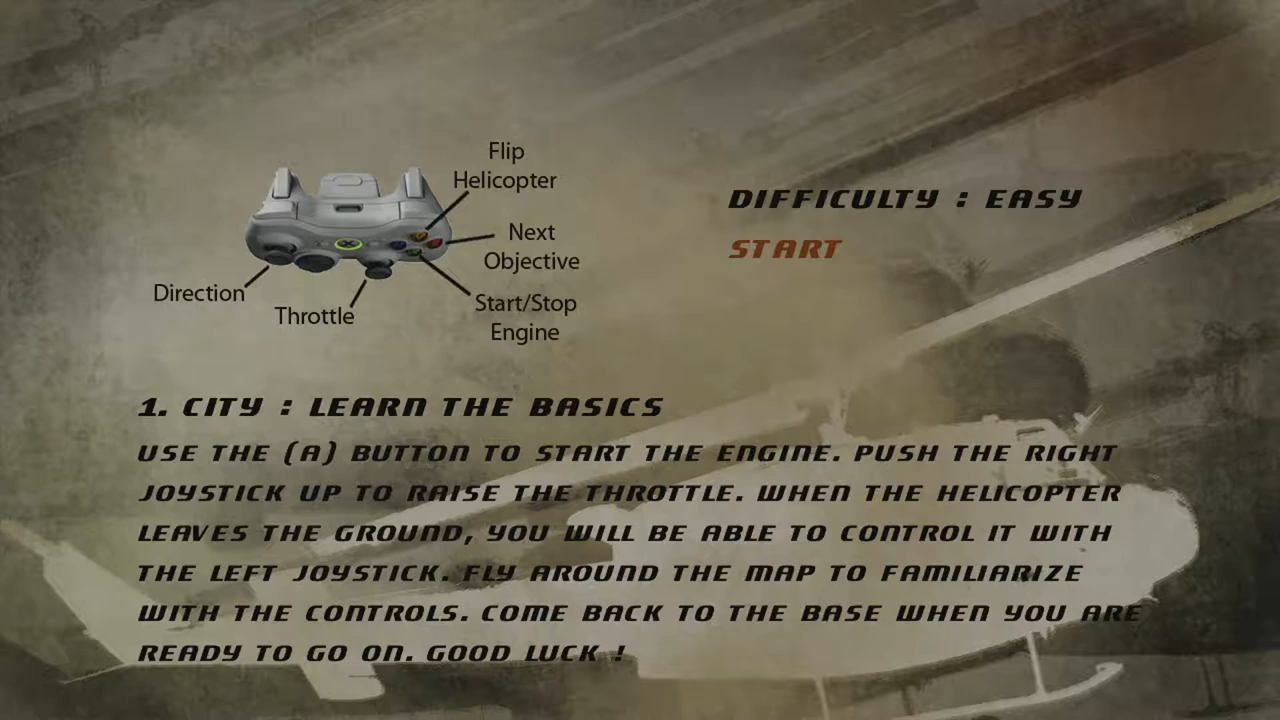 Flip
Helicopter
Next
Objective
Direction
Throttle
Start/Stop
Engine
DIFFICULTY : EASY
START
1. CITY : LEARN THE BASICS
USE THE (A) BUTTON TO START THE ENGINE. PUSH THE RIGHT
JOYSTICK UP TO RAISE THE THROTTLE. WHEN THE HELICOPTER
LEAVES THE GROUND, YOU WILL BE ABLE TO CONTROL IT WITH
THE LEFT JOYSTICK. FLY AROUND THE MAP TO FAMILIARIZE
WITH THE CONTROLS. COME BACK TO THE BASE WHEN YOU ARE
READY TO GO ON. GOOD LUCK !